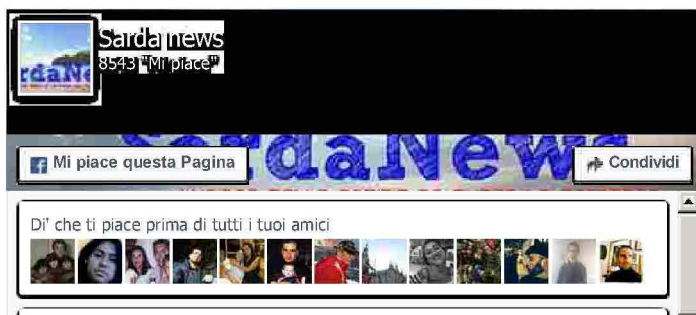 Sarda news
8543 "Mi piace"
rdaNe
SardaNews
Mi piace questa Pagina
Condividi
Di' che ti piace prima di tutti i tuoi amici